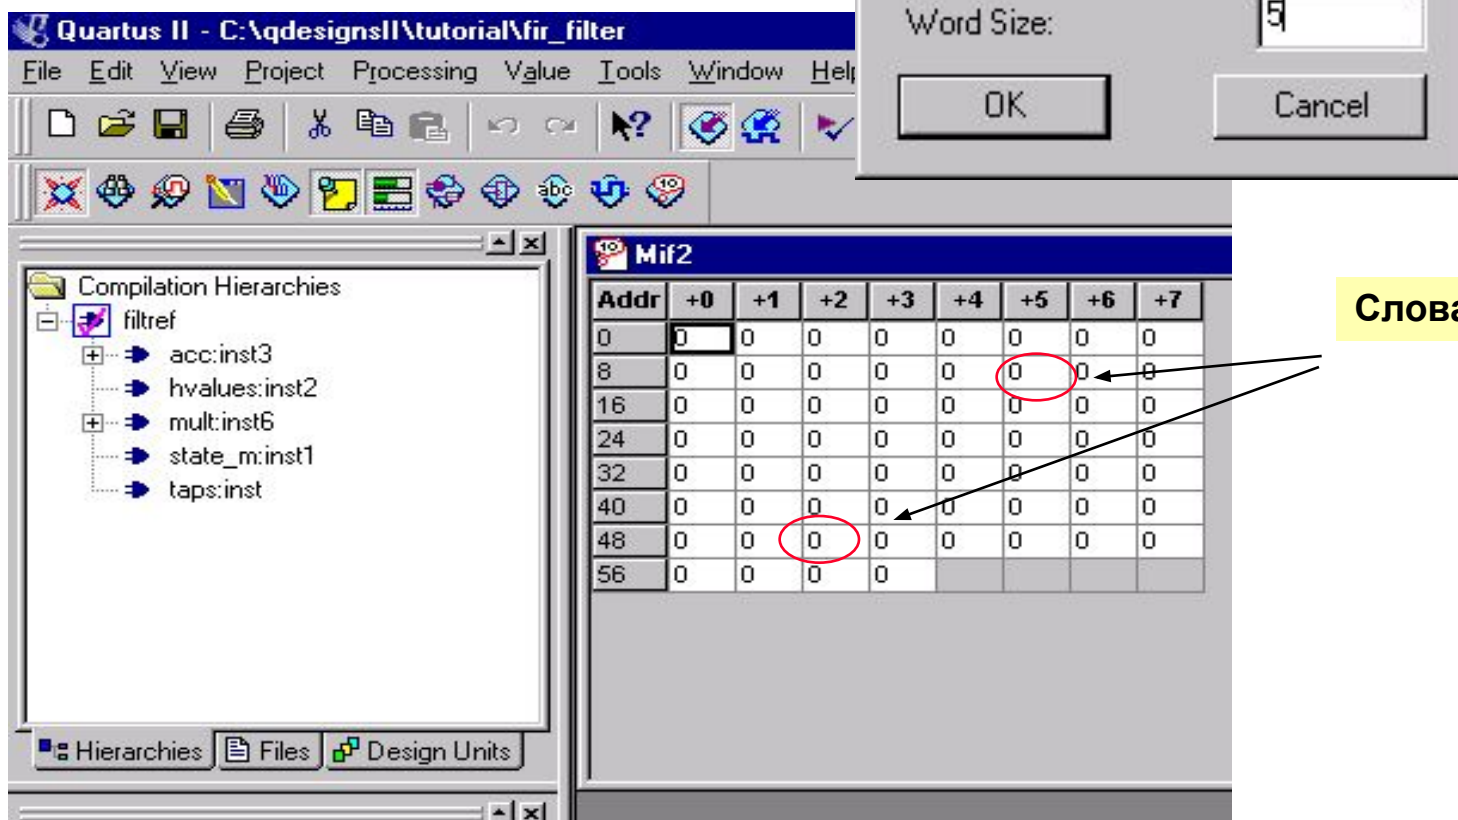 Quartus II - C:\qdesignsII\tutorial\fir_filter
File Edit View Project Processing Value Tools Window Help
Word Size: 5
OK Cancel
abc
10
Compilation Hierarchies
filtref
acc:inst3
hvalues:inst2
mult:inst6
state_m:inst1
taps:inst
Hierarchies Files Design Units
10 Mif2
Addr +0 +1 +2 +3 +4 +5 +6 +7
0 0 0 0 0 0 0 0 0
8 0 0 0 0 0 0 0 0
16 0 0 0 0 0 0 0 0
24 0 0 0 0 0 0 0 0
32 0 0 0 0 0 0 0 0
40 0 0 0 0 0 0 0 0
48 0 0 0 0 0 0 0 0
56 0 0 0 0
Слова